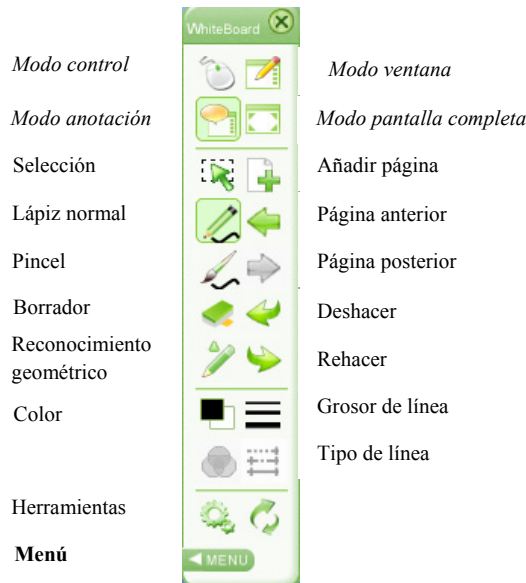 WhiteBoard
Modo control
Modo ventana
Modo anotación
Modo pantalla completa
Selección
Añadir página
Lápiz normal
Página anterior
Pincel
Página posterior
Borrador
Deshacer
Reconocimiento
geométrico
Rehacer
Color
Grosor de línea
Tipo de línea
Herramientas
Menú
MENU